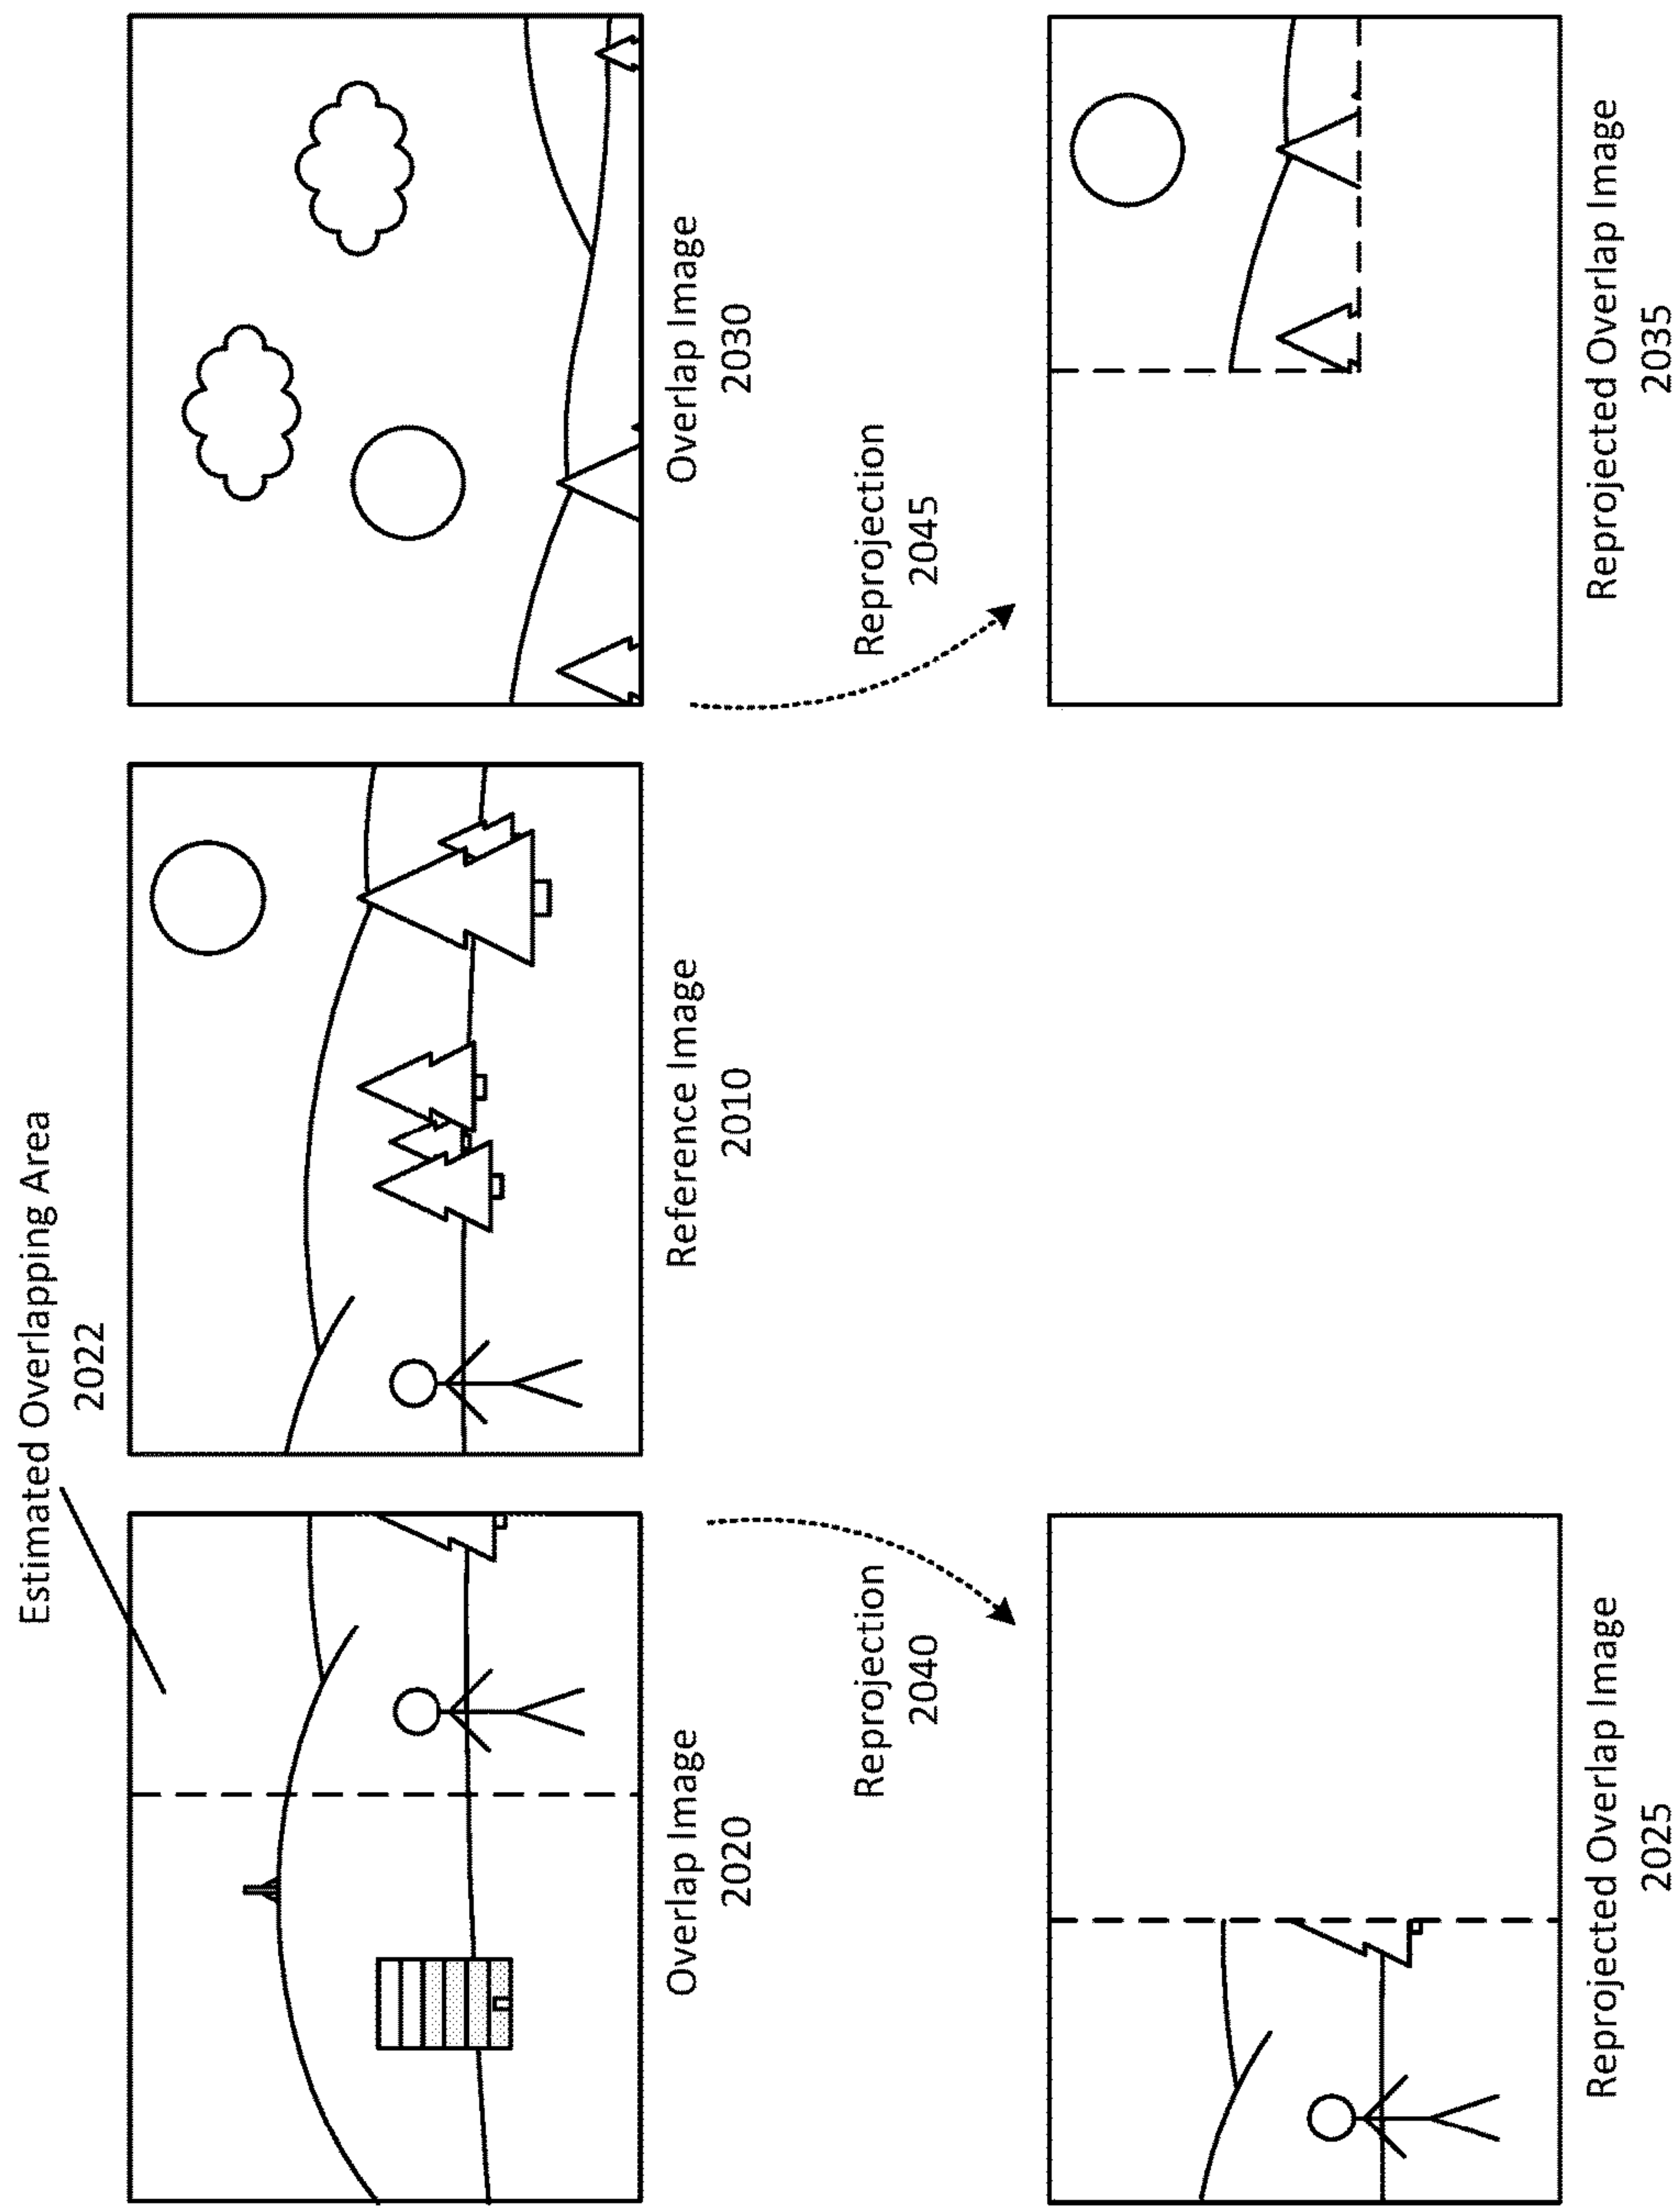 Estimated Overlapping Area
2022
Overlap Image
2020
Reference Image
2010
Overlap Image
2030
Reprojection
2040
Reprojection
2045
Reprojected Overlap Image
2025
Reprojected Overlap Image
2035